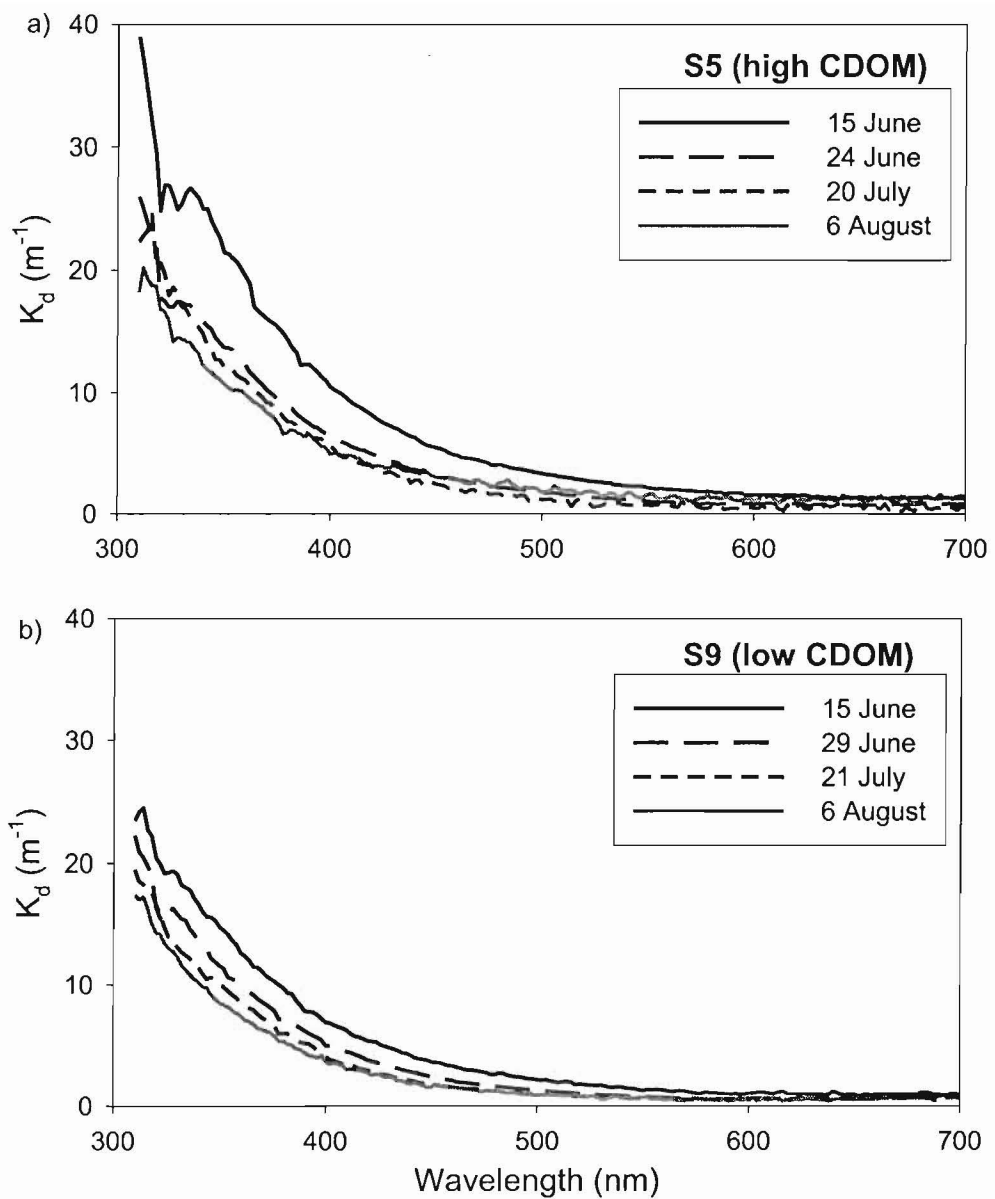 a)
40
30
20
10
0
K_d (m⁻¹)
S5 (high CDOM)
15 June
24 June
20 July
6 August
300 400 500 600 700
b)
40
30
20
10
0
K_d (m⁻¹)
S9 (low CDOM)
15 June
29 June
21 July
6 August
300 400 500 600 700
Wavelength (nm)